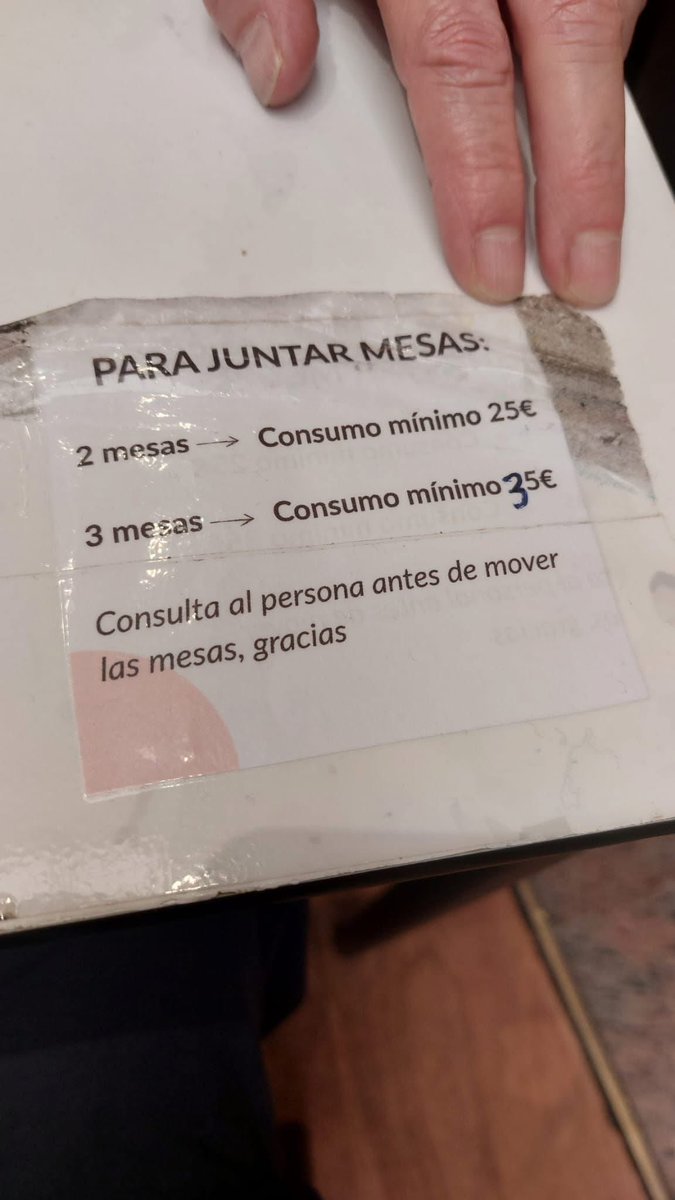 PARA JUNTAR MESAS:
2 mesas → Consumo mínimo 25€
3 mesas → Consumo mínimo 35€
Consulta al persona antes de mover
las mesas, gracias